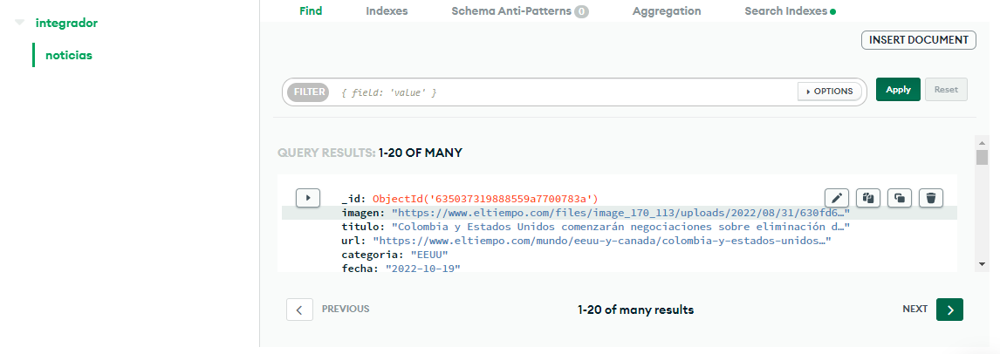 integrador
noticias
Find Indexes Schema Anti-Patterns 0 Aggregation Search Indexes
INSERT DOCUMENT
FILTER { field: 'value' } OPTIONS Apply Reset
QUERY RESULTS: 1-20 OF MANY
_id: ObjectId('635037319888559a7700783a')
imagen: "https://www.eltiempo.com/files/image_170_113/uploads/2022/08/31/630fd6…"
titulo: "Colombia y Estados Unidos comenzarán negociaciones sobre eliminación d…"
url: "https://www.eltiempo.com/mundo/eeuu-y-canada/colombia-y-estados-unidos…"
categoria: "EEUU"
fecha: "2022-10-19"
PREVIOUS 1-20 of many results NEXT